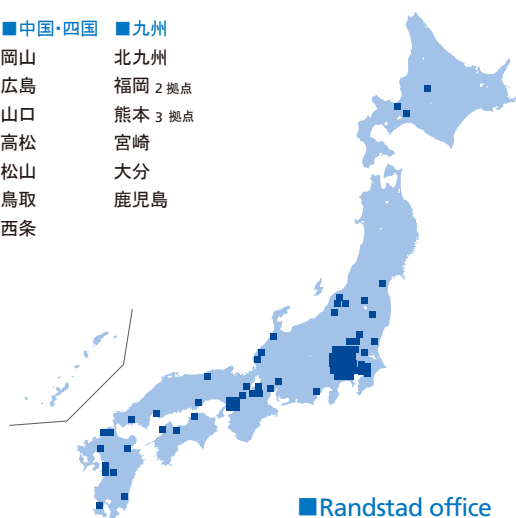 ■中国・四国
岡山
広島
山口
高松
松山
鳥取
西条
■九州
北九州
福岡 2 拠点
熊本 3 拠点
宮崎
大分
鹿児島
■Randstad office